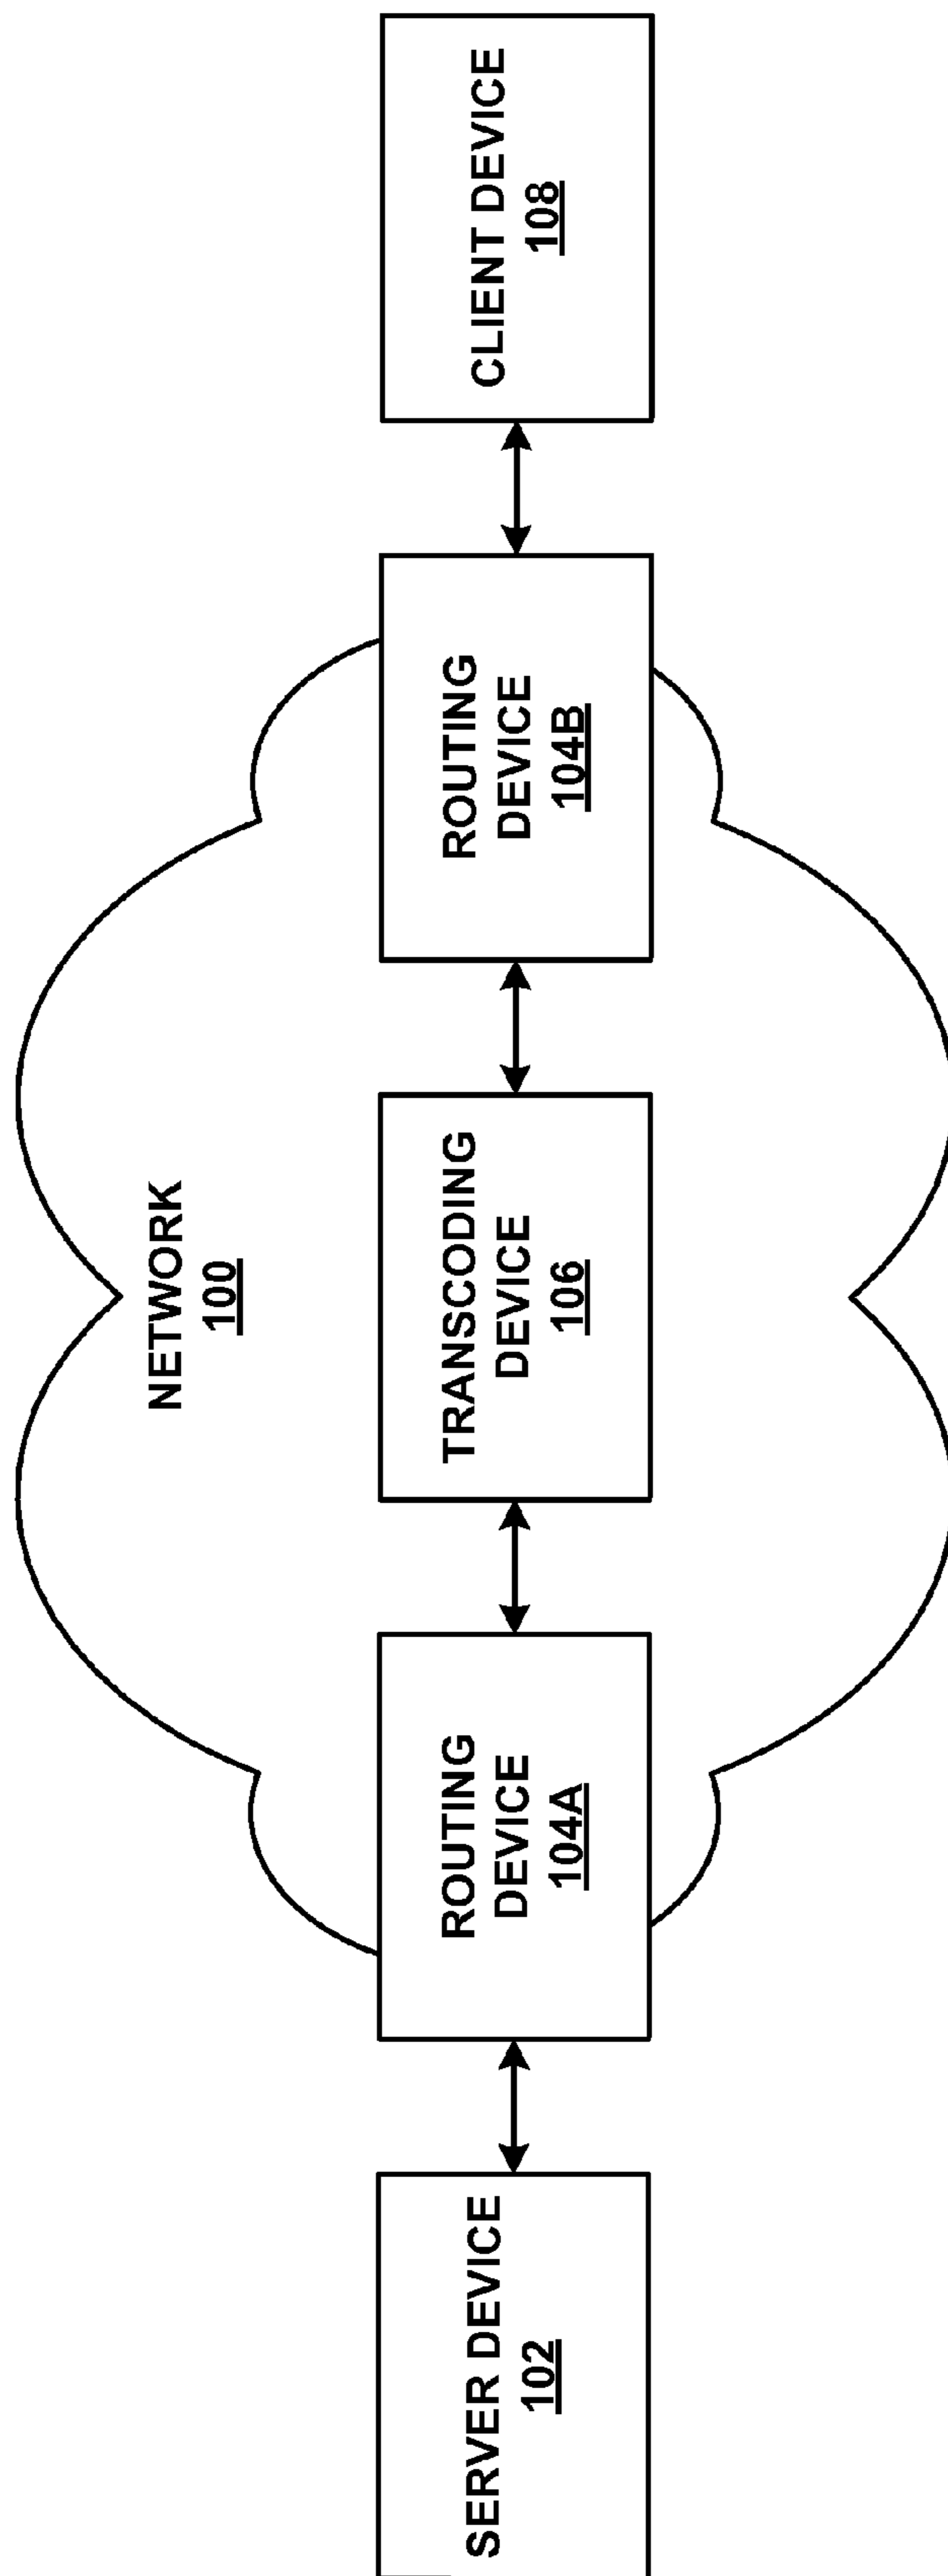 NETWORK
100
SERVER DEVICE
102
ROUTING
DEVICE
104A
TRANSCODING
DEVICE
106
ROUTING
DEVICE
104B
CLIENT DEVICE
108